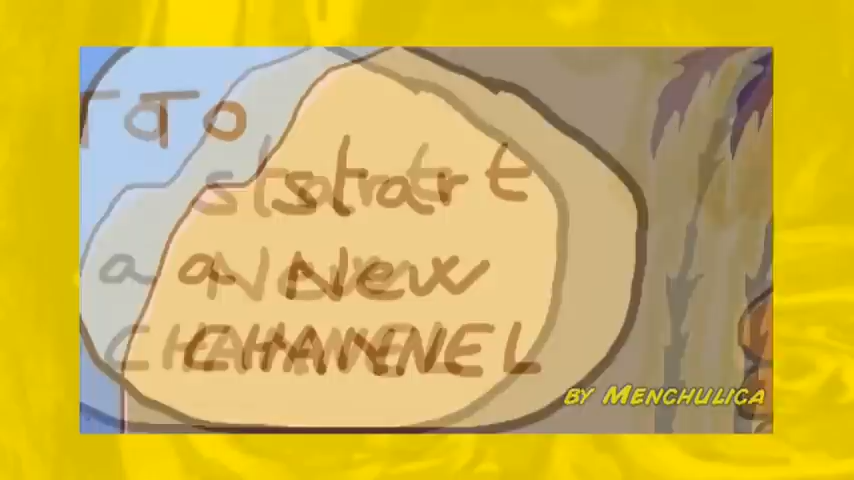 To
start
a New
CHANNEL
by Menchulica